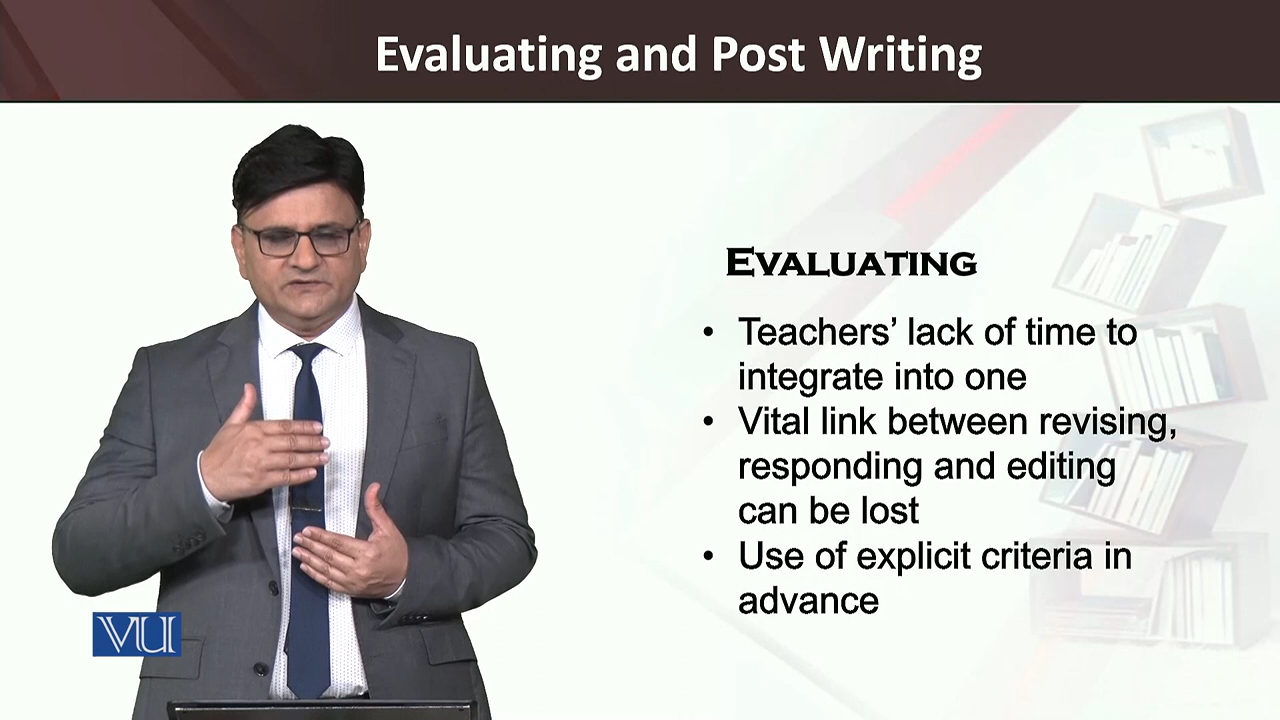 Evaluating and Post Writing
EVALUATING
• Teachers’ lack of time to
integrate into one
• Vital link between revising,
responding and editing
can be lost
• Use of explicit criteria in
advance
VU